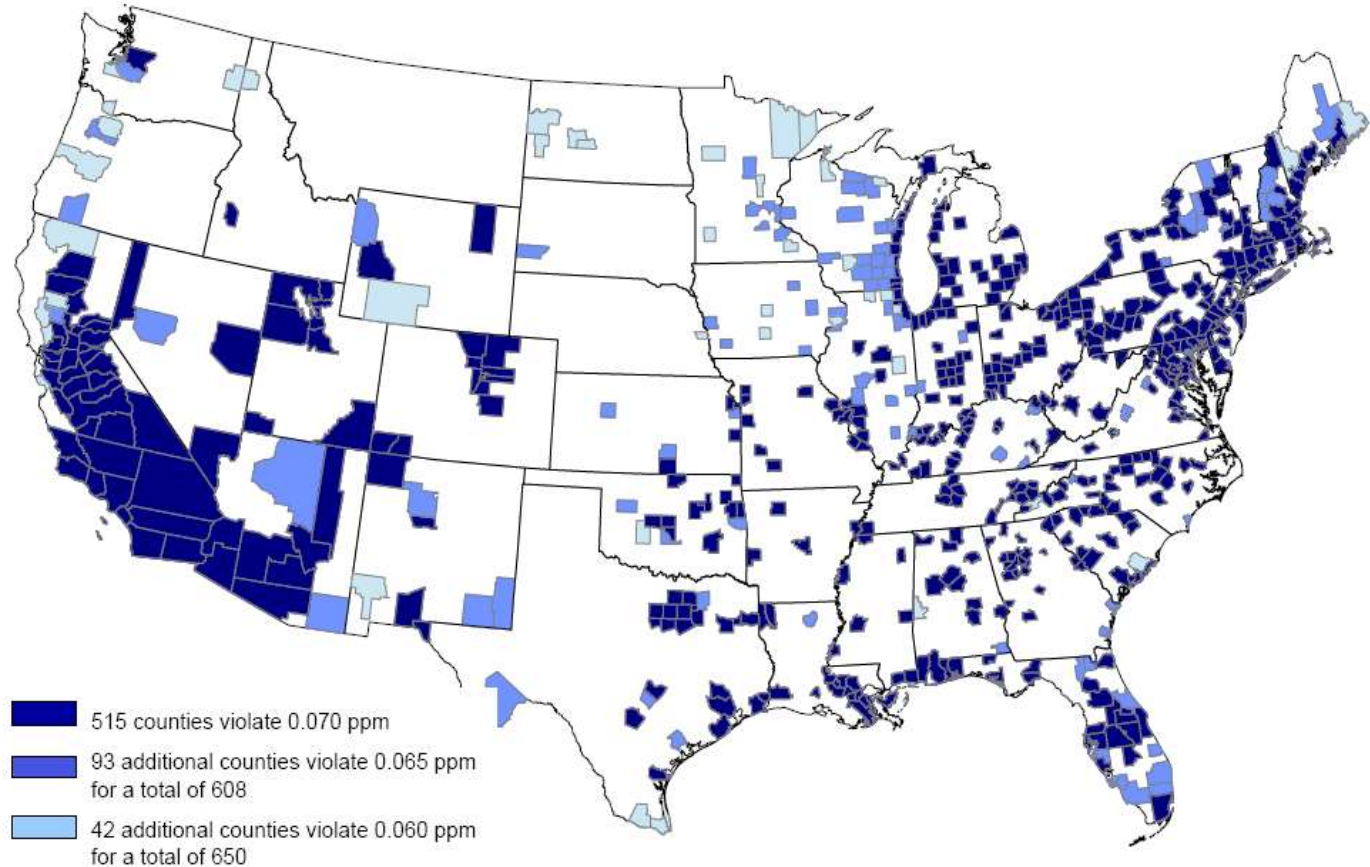 515 counties violate 0.070 ppm
93 additional counties violate 0.065 ppm
for a total of 608
42 additional counties violate 0.060 ppm
for a total of 650